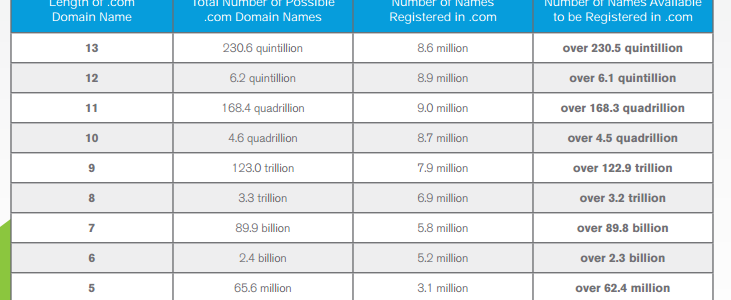 Length of .com Total Number of Possible Number of Names Number of Names Available
Domain Name .com Domain Names Registered in .com to be Registered in .com
13 230.6 quintillion 8.6 million over 230.5 quintillion
12 6.2 quintillion 8.9 million over 6.1 quintillion
11 168.4 quadrillion 9.0 million over 168.3 quadrillion
10 4.6 quadrillion 8.7 million over 4.5 quadrillion
9 123.0 trillion 7.9 million over 122.9 trillion
8 3.3 trillion 6.9 million over 3.2 trillion
7 89.9 billion 5.8 million over 89.8 billion
6 2.4 billion 5.2 million over 2.3 billion
5 65.6 million 3.1 million over 62.4 million